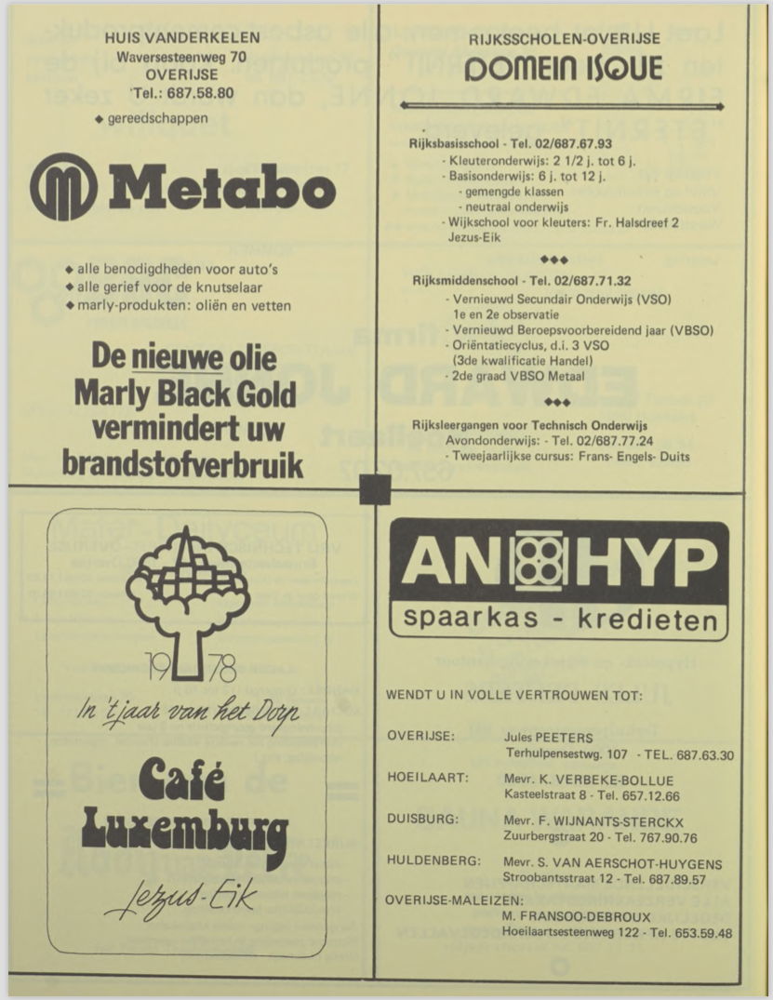 HUIS VANDERKELEN
Waversesteenweg 70
OVERIJSE
Tel.: 687.58.80
◆ gereedschappen
m Metabo
◆ alle benodigdheden voor auto's
◆ alle gerief voor de knutselaar
◆ marly-produkten: oliën en vetten
De nieuwe olie
Marly Black Gold
vermindert uw
brandstofverbruik
RIJKSSCHOLEN-OVERIJSE
DOMEIN ISQUE
Rijksbasisschool - Tel. 02/687.67.93
- Kleuteronderwijs: 2 1/2 j. tot 6 j.
- Basisonderwijs: 6 j. tot 12 j.
- gemengde klassen
- neutraal onderwijs
- Wijkschool voor kleuters: Fr. Halsdreef 2
Jezus-Eik
◆◆◆
Rijksmiddenschool - Tel. 02/687.71.32
- Vernieuwd Secundair Onderwijs (VSO)
1e en 2e observatie
- Vernieuwd Beroepsvoorbereidend jaar (VBSO)
- Oriëntatiecyclus, d.i. 3 VSO
(3de kwalificatie Handel)
- 2de graad VBSO Metaal
◆◆◆
Rijksleergangen voor Technisch Onderwijs
Avondonderwijs: - Tel. 02/687.77.24
- Tweejaarlijkse cursus: Frans- Engels- Duits
1978
In 't jaar van het Dorp
Café
Luxemburg
Jezus-Eik
AN HYP
spaarkas - kredieten
WENDT U IN VOLLE VERTROUWEN TOT:
OVERIJSE: Jules PEETERS
Terhulpensestwg. 107 - TEL. 687.63.30
HOEILAART: Mevr. K. VERBEKE-BOLLUE
Kasteelstraat 8 - Tel. 657.12.66
DUISBURG: Mevr. F. WIJNANTS-STERCKX
Zuurbergstraat 20 - Tel. 767.90.76
HULDENBERG: Mevr. S. VAN AERSCHOT-HUYGENS
Stroobantsstraat 12 - Tel. 687.89.57
OVERIJSE-MALEIZEN:
M. FRANSOO-DEBROUX
Hoeilaartsesteenweg 122 - Tel. 653.59.48